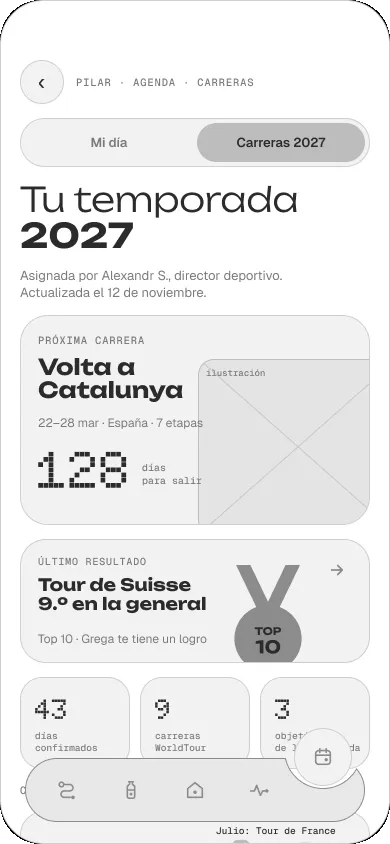 PILAR · AGENDA · CARRERAS
Mi día
Carreras 2027
Tu temporada
2027
Asignada por Alexandr S., director deportivo.
Actualizada el 12 de noviembre.
PRÓXIMA CARRERA
Volta a
Catalunya
ilustración
22–28 mar · España · 7 etapas
128
días
para salir
ÚLTIMO RESULTADO
Tour de Suisse
9.º en la general
Top 10 · Grega te tiene un logro
TOP
10
43
días
confirmados
9
carreras
WorldTour
3
de
Julio: Tour de France